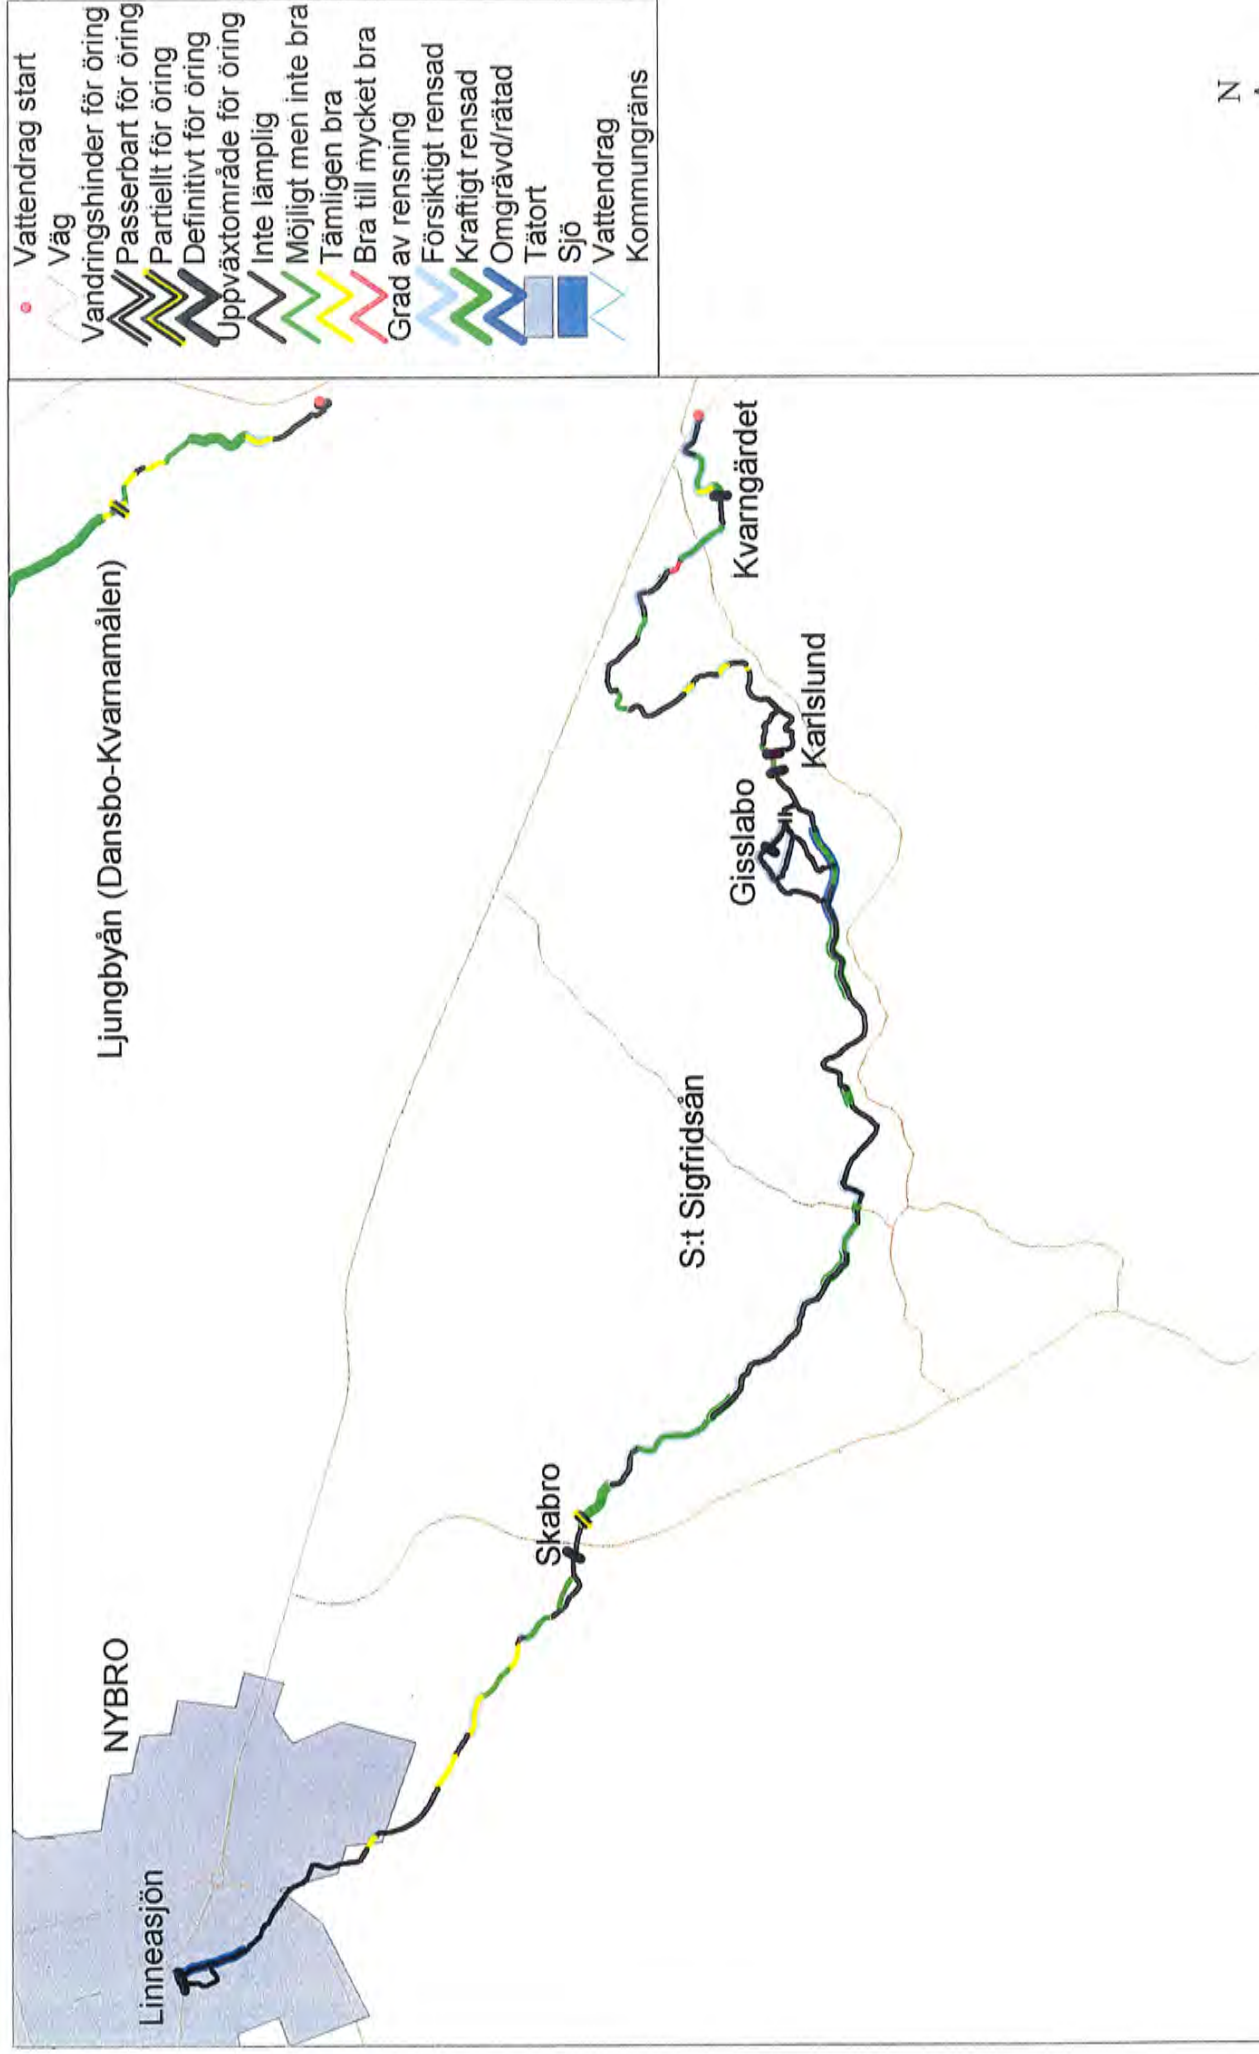 Vattendrag start
Väg
Vandringshinder för öring
Passerbart för öring
Partiellt för öring
Definitivt för öring
Uppväxtområde för öring
Inte lämplig
Möjligt men inte bra
Tämligen bra
Bra till mycket bra
Grad av rensning
Försiktigt rensad
Kraftigt rensad
Omgrävd/rätad
Tätort
Sjö
Vattendrag
Kommungräns
N
Ljungbyån (Dansbo-Kvarnamålen)
Kvarngärdet
Karlslund
Gisslabo
S:t Sigfridsån
Skabro
NYBRO
Linneasjön